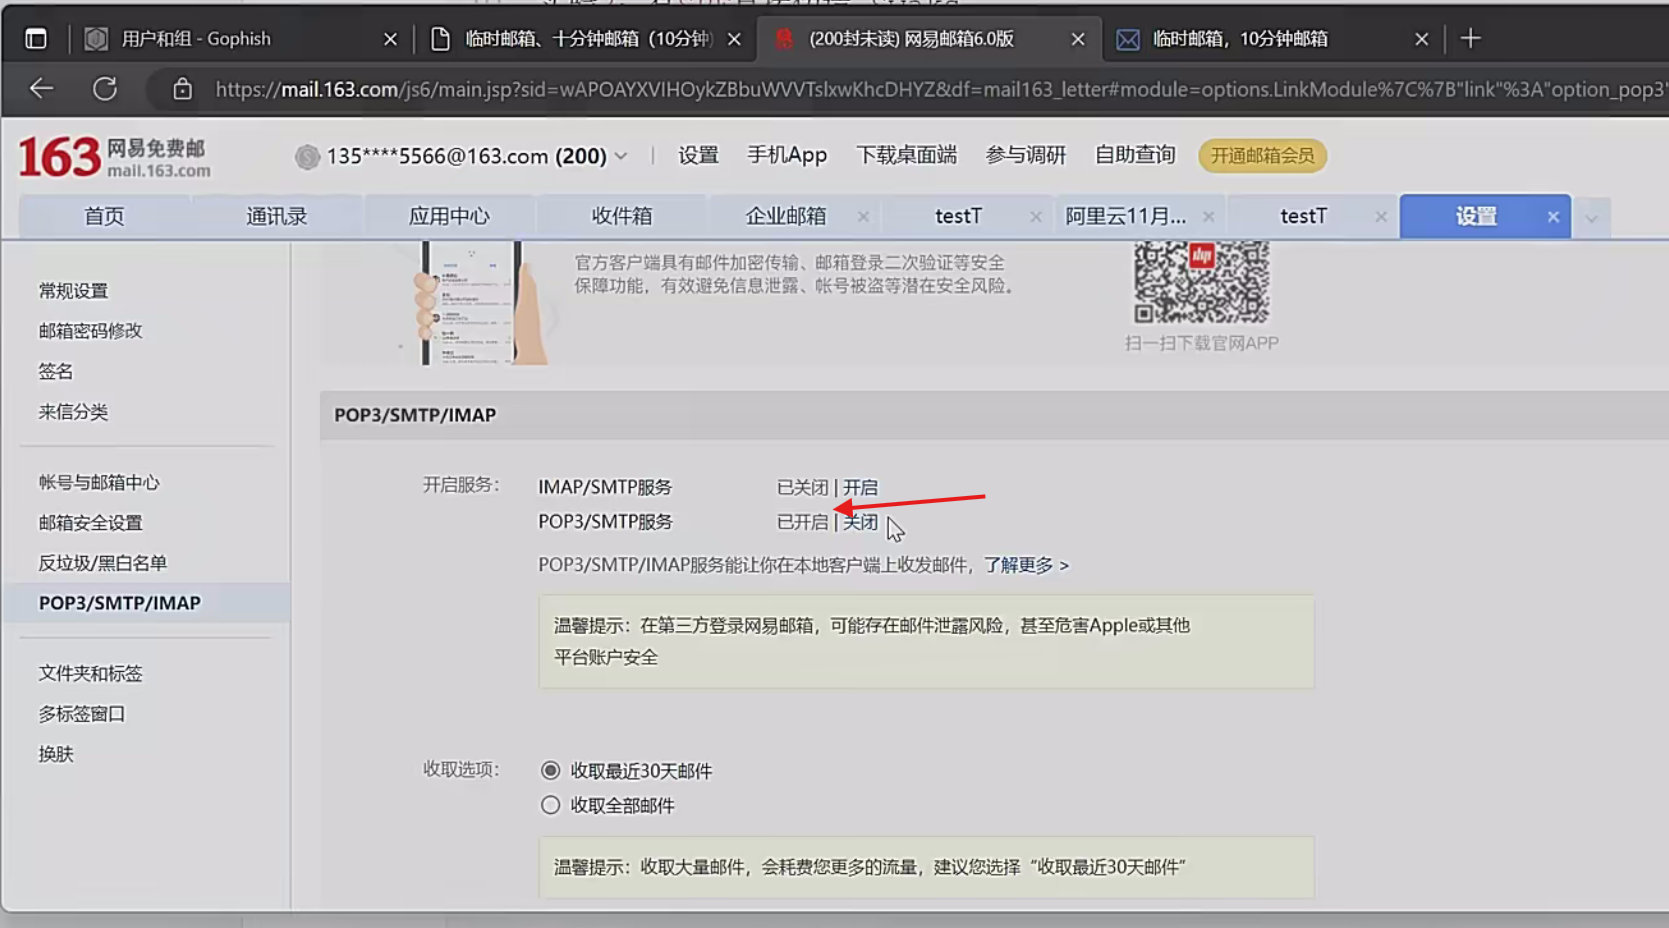 用户和组 - Gophish
临时邮箱、十分钟邮箱（10分钟）
(200封未读) 网易邮箱6.0版
临时邮箱，10分钟邮箱
https://mail.163.com/js6/main.jsp?sid=wAPOAYXVIHOykZBbuWVVTslxwKhcDHYZ&df=mail163_letter#module=options.LinkModule%7C%7B"link"%3A"option_pop3"
163 网易免费邮
mail.163.com
135****5566@163.com (200)
设置
手机App
下载桌面端
参与调研
自助查询
开通邮箱会员
首页
通讯录
应用中心
收件箱
企业邮箱
testT
阿里云11月...
testT
设置
常规设置
邮箱密码修改
签名
来信分类
帐号与邮箱中心
邮箱安全设置
反垃圾/黑白名单
POP3/SMTP/IMAP
文件夹和标签
多标签窗口
换肤
官方客户端具有邮件加密传输、邮箱登录二次验证等安全
保障功能，有效避免信息泄露、帐号被盗等潜在安全风险。
扫一扫下载官网APP
POP3/SMTP/IMAP
开启服务：
IMAP/SMTP服务 已关闭 | 开启
POP3/SMTP服务 已开启 | 关闭
POP3/SMTP/IMAP服务能让你在本地客户端上收发邮件，了解更多 >
温馨提示：在第三方登录网易邮箱，可能存在邮件泄露风险，甚至危害Apple或其他
平台账户安全
收取选项：
收取最近30天邮件
收取全部邮件
温馨提示：收取大量邮件，会耗费您更多的流量，建议您选择“收取最近30天邮件”